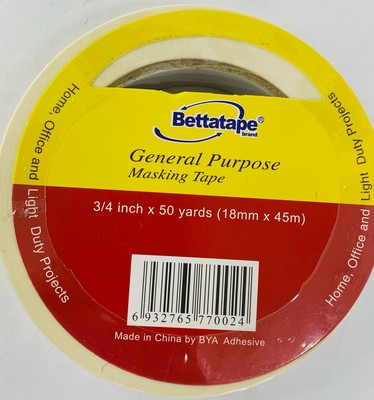 Bettatape®
brand
General Purpose
Masking Tape
3/4 inch x 50 yards (18mm x 45m)
6 932765 770024
Made in China by BYA Adhesive
Home, Office and Light Duty Projects
Home, Office and Light Duty Projects